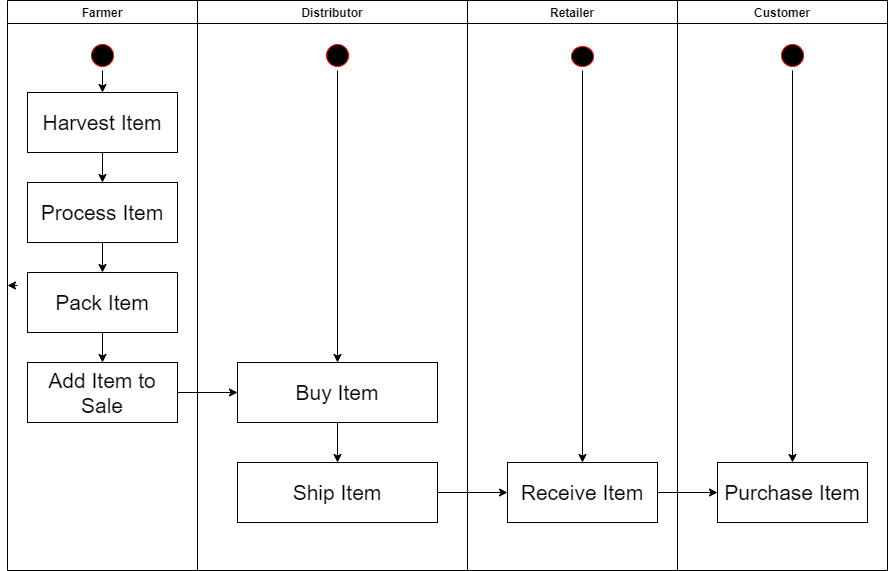 Farmer
Distributor
Retailer
Customer
Harvest Item
Process Item
Pack Item
Add Item to
Sale
Buy Item
Ship Item
Receive Item
Purchase Item